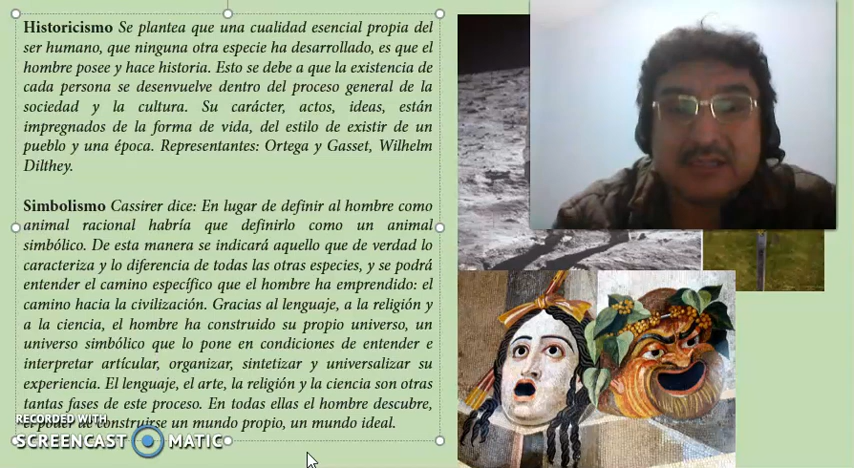 Historicismo Se plantea que una cualidad esencial propia del
ser humano, que ninguna otra especie ha desarrollado, es que el
hombre posee y hace historia. Esto se debe a que la existencia de
cada persona se desenvuelve dentro del proceso general de la
sociedad y la cultura. Su carácter, actos, ideas, están
impregnados de la forma de vida, del estilo de existir de un
pueblo y una época. Representantes: Ortega y Gasset, Wilhelm
Dilthey.
Simbolismo Cassirer dice: En lugar de definir al hombre como
animal racional habría que definirlo como un animal
simbólico. De esta manera se indicará aquello que de verdad lo
caracteriza y lo diferencia de todas las otras especies, y se podrá
entender el camino específico que el hombre ha emprendido: el
camino hacia la civilización. Gracias al lenguaje, a la religión y
a la ciencia, el hombre ha construido su propio universo, un
universo simbólico que lo pone en condiciones de entender e
interpretar artícular, organizar, sintetizar y universalizar su
experiencia. El lenguaje, el arte, la religión y la ciencia son otras
tantas fases de este proceso. En todas ellas el hombre descubre,
el poder de construirse un mundo propio, un mundo ideal.
RECORDED WITH
SCREENCAST MATIC